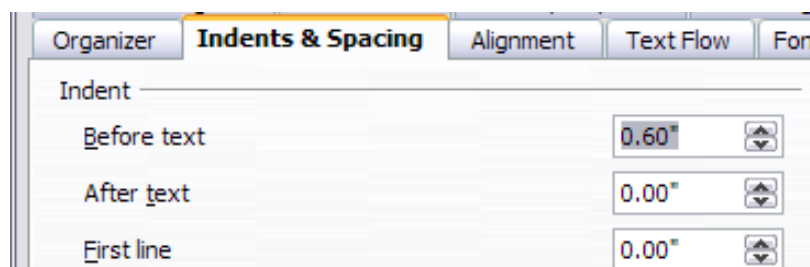 Organizer Indents & Spacing Alignment Text Flow
Indent
Before text 0.60"
After text 0.00"
First line 0.00"